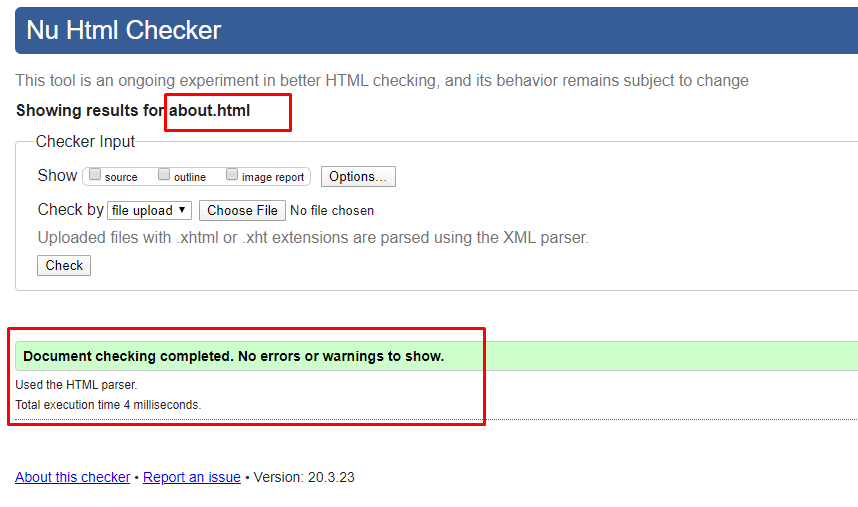 Nu Html Checker
This tool is an ongoing experiment in better HTML checking, and its behavior remains subject to change
Showing results for about.html
Checker Input
Show source outline image report Options...
Check by file upload Choose File No file chosen
Uploaded files with .xhtml or .xht extensions are parsed using the XML parser.
Check
Document checking completed. No errors or warnings to show.
Used the HTML parser.
Total execution time 4 milliseconds.
About this checker • Report an issue • Version: 20.3.23